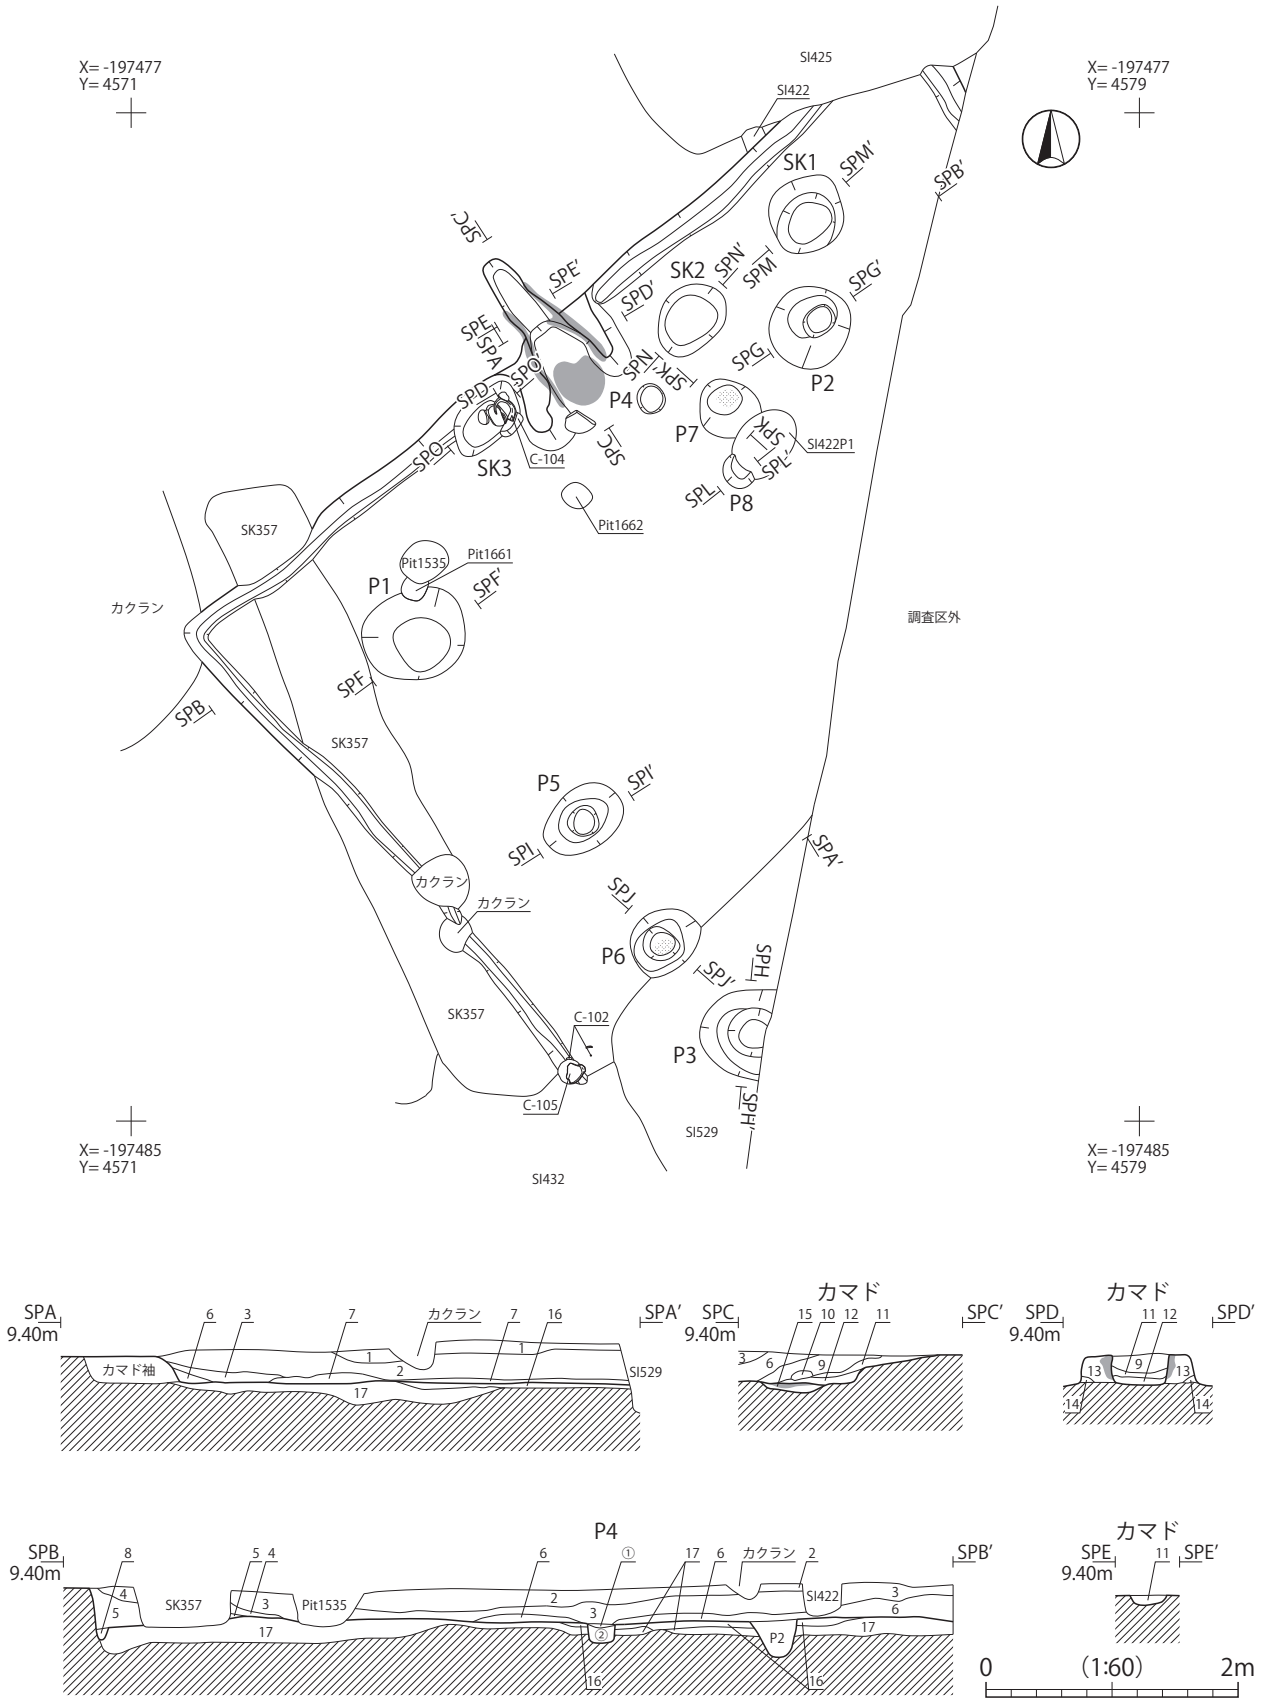 X= -197477
Y= 4571
SI425
X= -197477
Y= 4579
SI422
SK1
SPM'
SPB'
SPC'
SPE'
SK2
SPN'
SPM
SPG'
SPD'
SPE
SPA
SPN
SPK'
SPG
P2
SPD
SPO'
P4
P7
SPK
SI422P1
SPO
SK3
C-104
SPC
SPL'
SPL
P8
SK357
Pit1662
Pit1535
Pit1661
P1
SPF'
カクラン
調査区外
SPF
SPB
SK357
P5
SPI'
SPI
SPA'
カクラン
カクラン
SPJ
P6
SPJ'
SPH
SK357
C-102
P3
C-105
SPH'
SI529
X= -197485
Y= 4571
X= -197485
Y= 4579
SI432
SPA
9.40m
6 3 7 カクラン 7 16
SPA'
1 1
カマド袖
2
17
SI529
カマド
SPC
9.40m
15 10 12 11
SPC'
3 6 9
カマド
SPD
9.40m
11 12
SPD'
13 9 13
14 14
P4
SPB
9.40m
8 5 4 6 ① 17 6 カクラン 2
SPB'
4
5
SK357
3
Pit1535
2
3
SI422
3
6
17
②
P2
17
16 16
カマド
SPE
9.40m
11
SPE'
0 (1:60) 2m